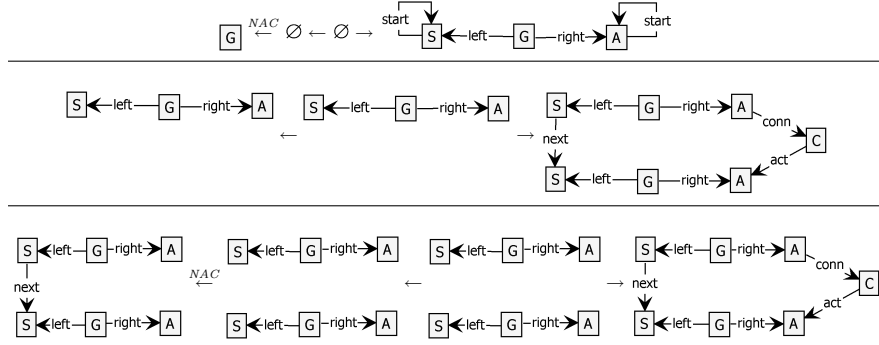 NAC
start start
G ← ∅ ← ∅ → S left G right A
S left G right A S left G right A S left G right A
conn
← → next C
act
S left G right A
S left G right A S left G right A S left G right A S left G right A
conn
next NAC ← ← → next C
act
S left G right A S left G right A S left G right A S left G right A